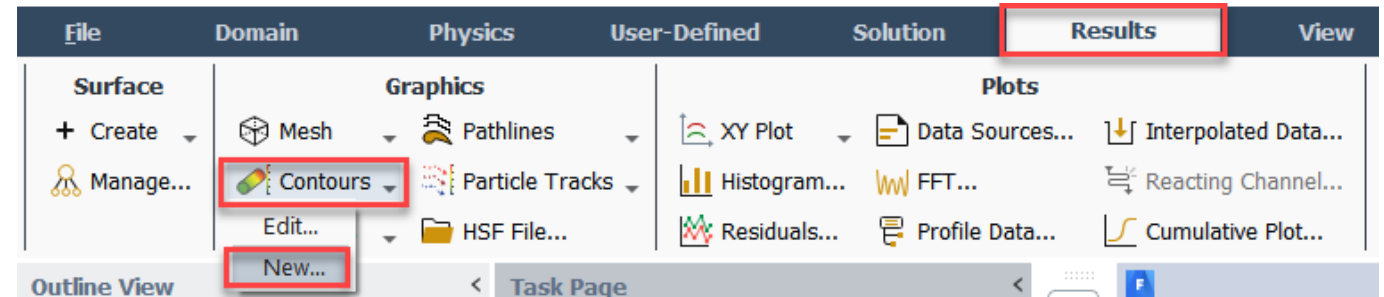 File Domain Physics User-Defined Solution Results View
Surface Graphics Plots
+ Create Mesh Pathlines XY Plot Data Sources... Interpolated Data...
Manage... Contours Particle Tracks Histogram... FFT... Reacting Channel...
Edit... HSF File... Residuals... Profile Data... Cumulative Plot...
New...
Outline View < Task Page < F